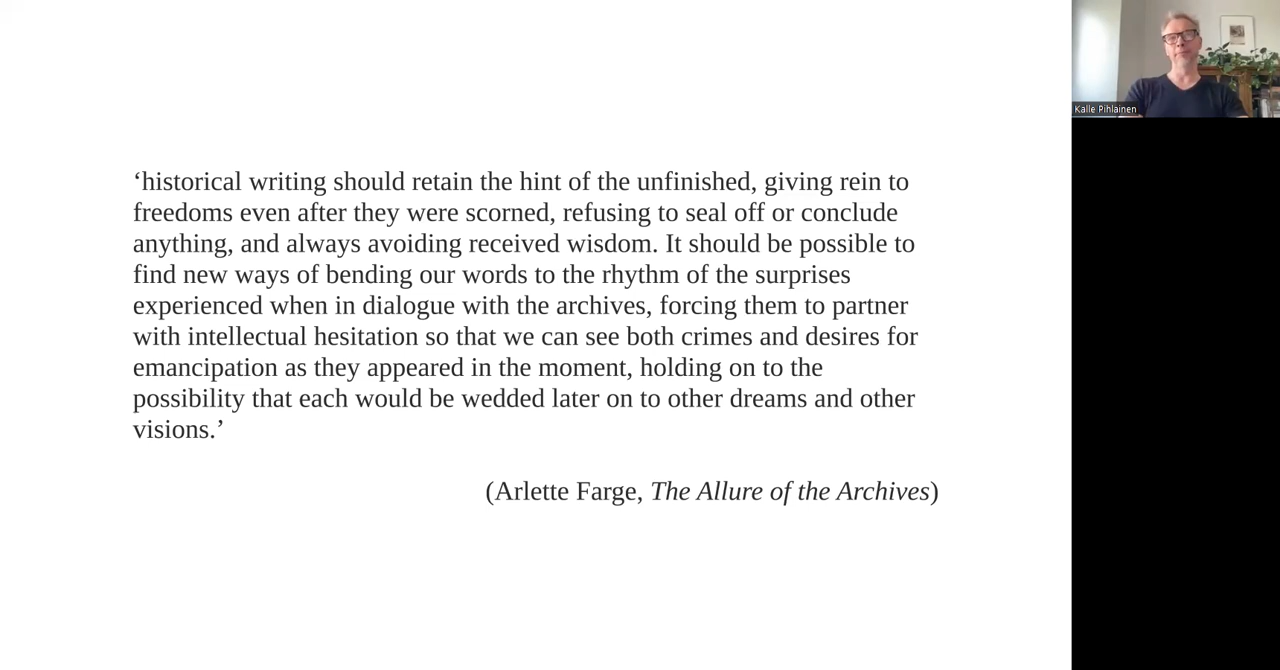 ‘historical writing should retain the hint of the unfinished, giving rein to
freedoms even after they were scorned, refusing to seal off or conclude
anything, and always avoiding received wisdom. It should be possible to
find new ways of bending our words to the rhythm of the surprises
experienced when in dialogue with the archives, forcing them to partner
with intellectual hesitation so that we can see both crimes and desires for
emancipation as they appeared in the moment, holding on to the
possibility that each would be wedded later on to other dreams and other
visions.’
(Arlette Farge, The Allure of the Archives)
Kalle Pihlainen